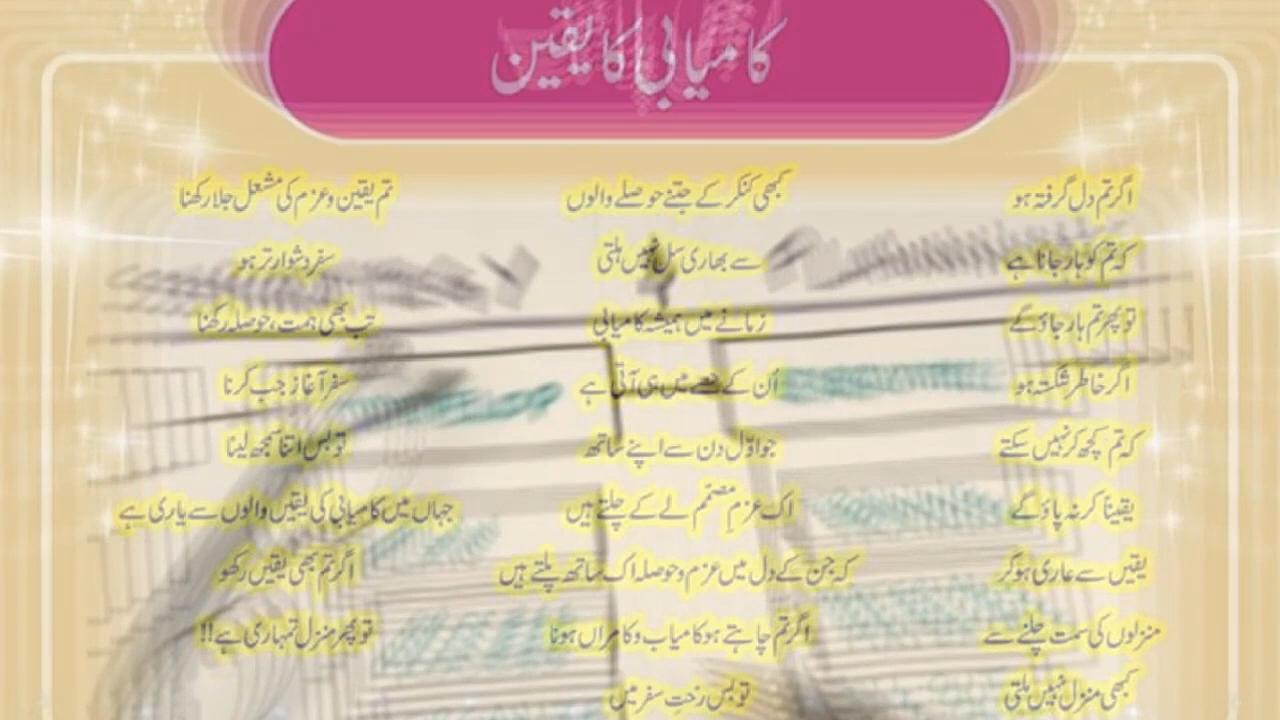 کامیابی کا یقین
اگر تم دل گرفتہ ہو
کہ تم کو ہار جانا ہے
تو پھر تم ہار جاؤ گے
اگر خاطر شکستہ ہو
کہ تم کچھ کر نہیں سکتے
یقیناً کر نہ پاؤ گے
یقیں سے عاری ہو گر
منزلوں کی سمت چلنے سے
کبھی منزل نہیں ملتی
کبھی کنکر کے جتنے حوصلے والوں
سے بھاری سل نہیں ہلتی
زمانے میں ہمیشہ کامیابی
اُن کے حصے میں ہی آتی ہے
جو اوّل دن سے اپنے ساتھ
اک عزمِ مصمّم لے کے چلتے ہیں
کہ جن کے دل میں عزم و حوصلہ اک ساتھ پلتے ہیں
اگر تم چاہتے ہو کامیاب و کامراں ہونا
تو بس رختِ سفر میں
تم یقین و عزم کی مشعل جلا رکھنا
سفر دشوار تر ہو
تب بھی ہمت، حوصلہ رکھنا
سفر آغاز جب کرنا
تو بس اتنا سمجھ لینا
جہاں میں کامیابی کی یقیں والوں سے یاری ہے
اگر تم بھی یقیں رکھو
تو پھر منزل تمہاری ہے!!